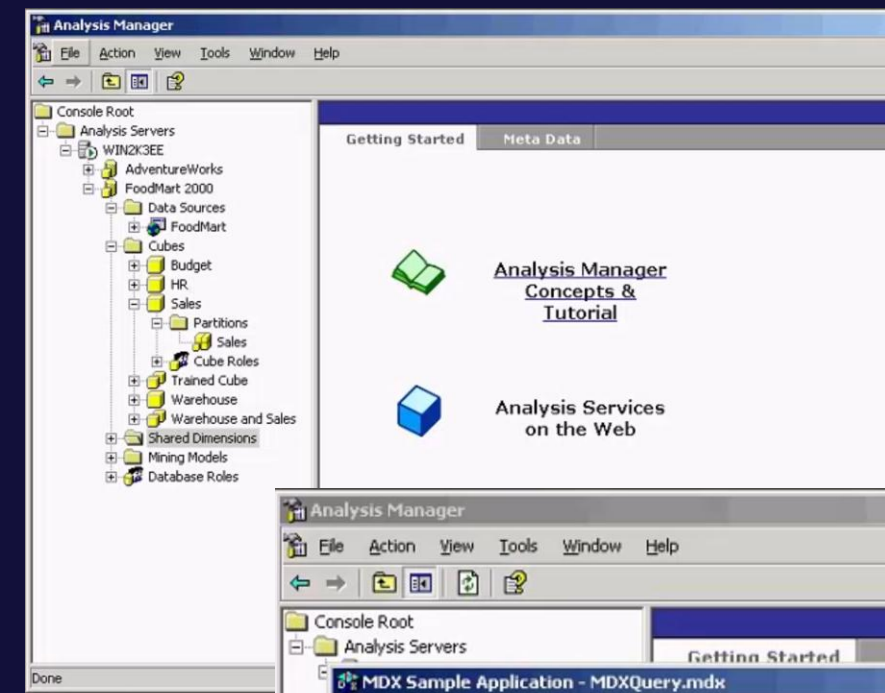 Analysis Manager
File Action View Tools Window Help
Console Root
Analysis Servers
WIN2K3EE
AdventureWorks
FoodMart 2000
Data Sources
FoodMart
Cubes
Budget
HR
Sales
Partitions
Sales
Cube Roles
Trained Cube
Warehouse
Warehouse and Sales
Shared Dimensions
Mining Models
Database Roles
Done
Getting Started Meta Data
Analysis Manager
Concepts &
Tutorial
Analysis Services
on the Web
Analysis Manager
File Action View Tools Window Help
Console Root
Analysis Servers
Getting Started
MDX Sample Application - MDXQuery.mdx